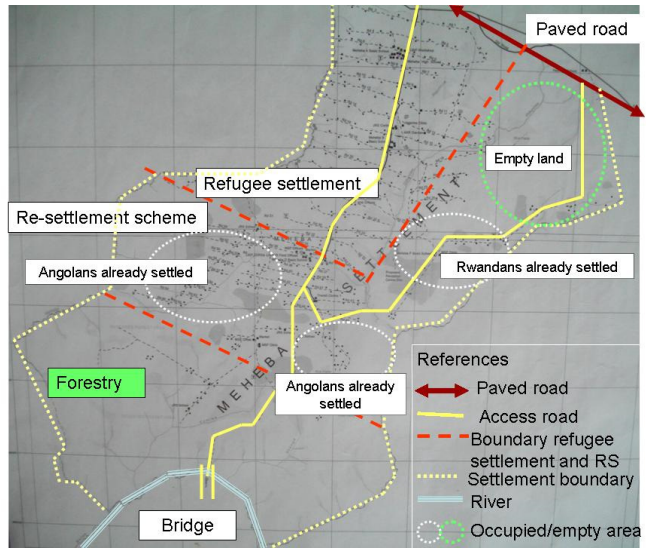 Paved road
Empty land
Refugee settlement
Re-settlement scheme
Angolans already settled
Rwandans already settled
MEHEBA SETTLEMENT
Forestry
Angolans already
settled
Bridge
References
Paved road
Access road
Boundary refugee
settlement and RS
Settlement boundary
River
Occupied/empty area